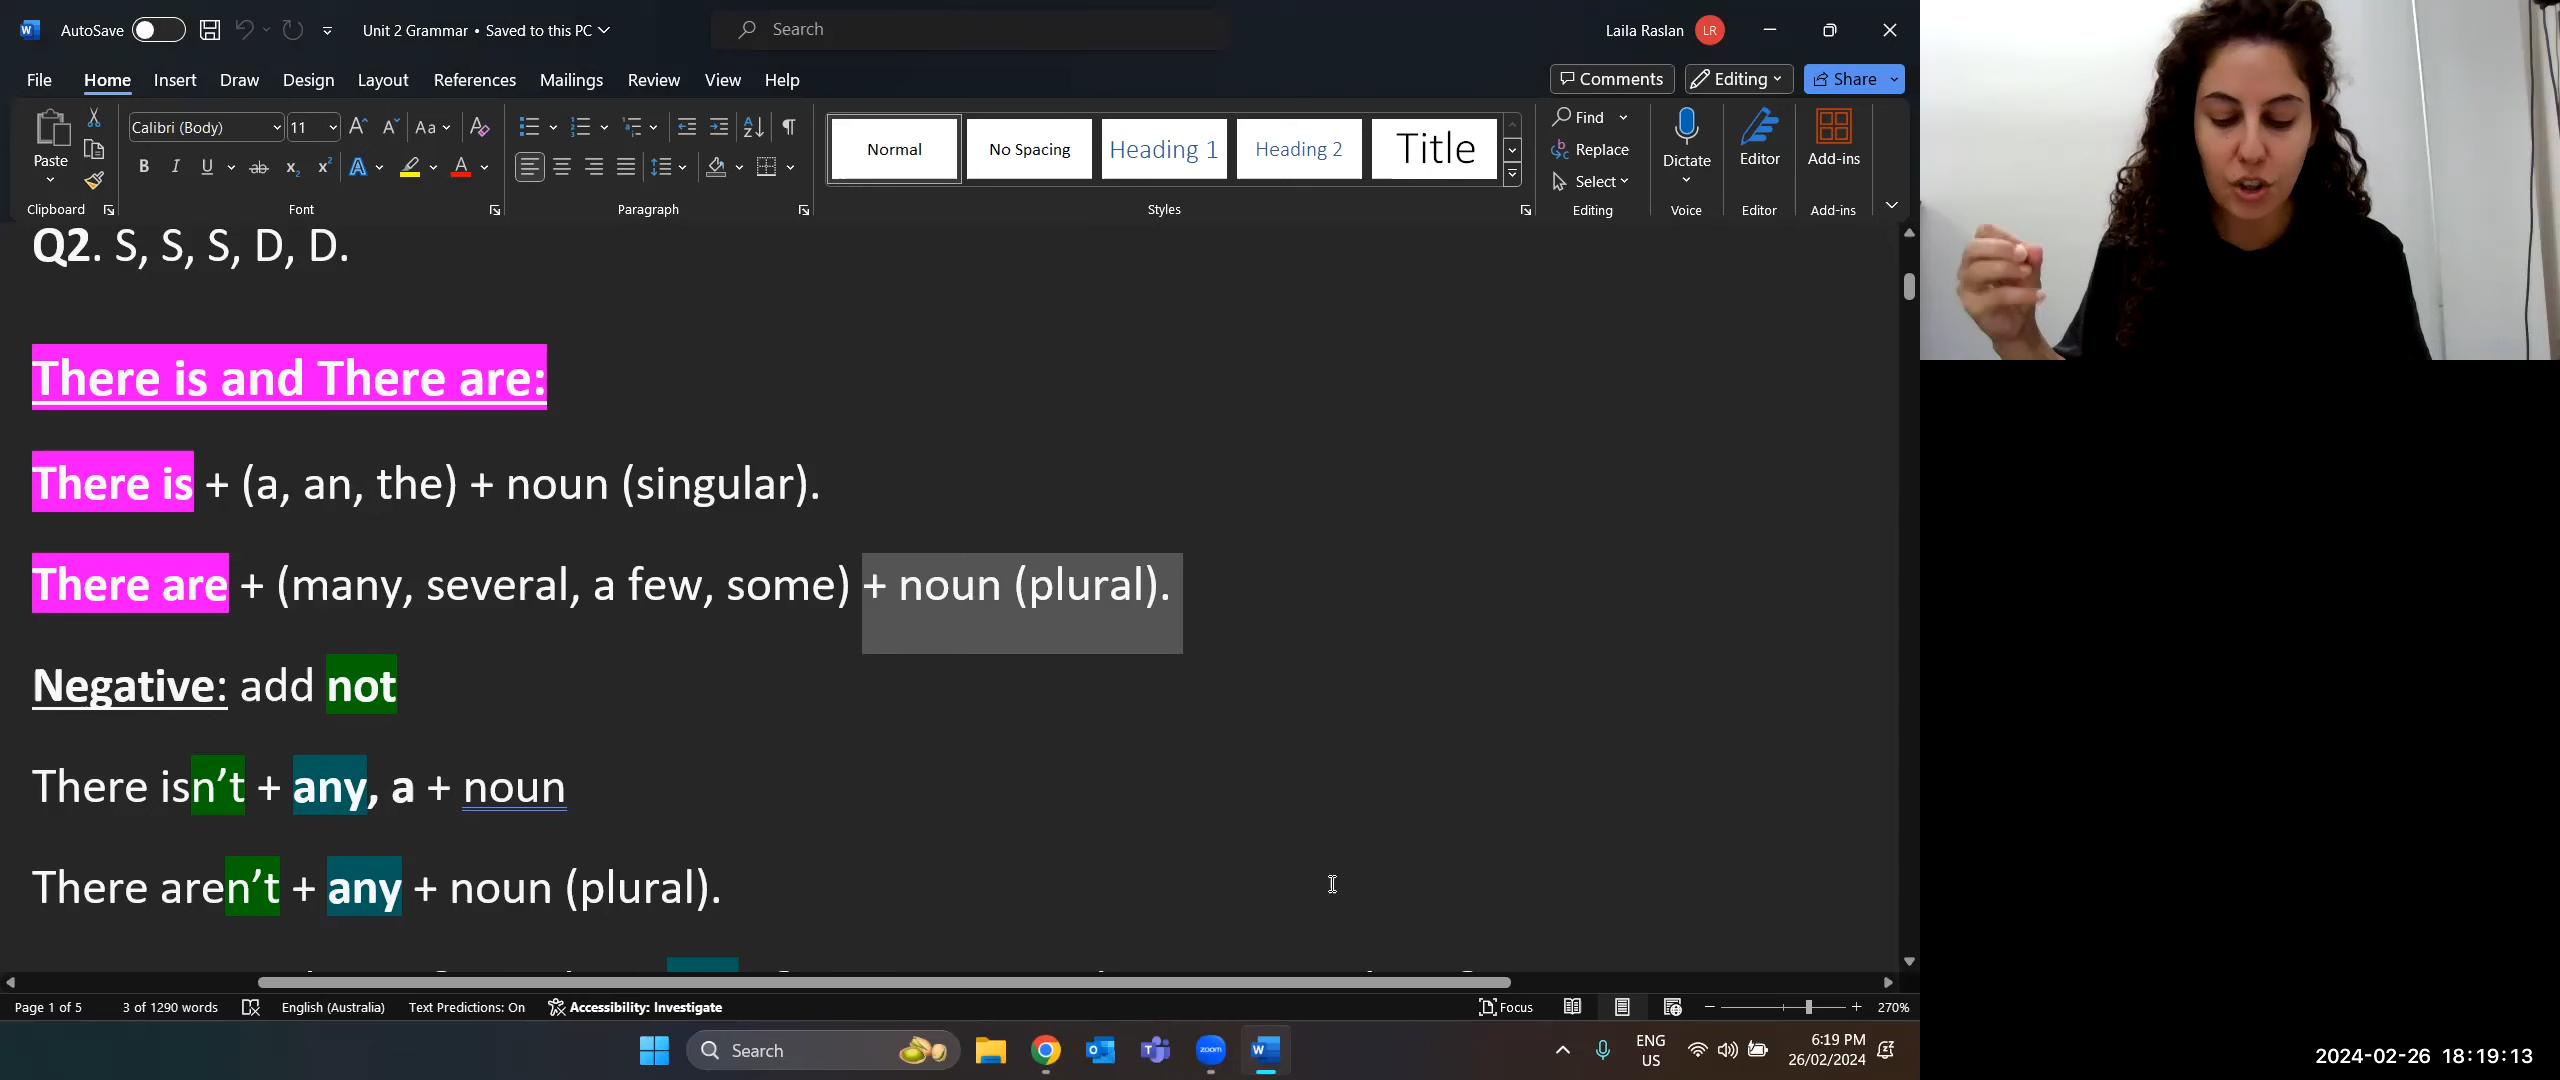 AutoSave
Unit 2 Grammar • Saved to this PC
Search
Laila Raslan LR
File Home Insert Draw Design Layout References Mailings Review View Help
Comments Editing Share
Paste
Clipboard
Calibri (Body) 11
Font
Paragraph
Normal
No Spacing
Heading 1
Heading 2
Title
Styles
Find
Replace
Select
Editing
Dictate
Voice
Editor
Editor
Add-ins
Add-ins
Q2. S, S, S, D, D.
There is and There are:
There is + (a, an, the) + noun (singular).
There are + (many, several, a few, some) + noun (plural).
Negative: add not
There isn’t + any, a + noun
There aren’t + any + noun (plural).
Page 1 of 5 3 of 1290 words English (Australia) Text Predictions: On Accessibility: Investigate
Focus 270%
Search
zoom
ENG
US
6:19 PM
26/02/2024
2024-02-26 18:19:13